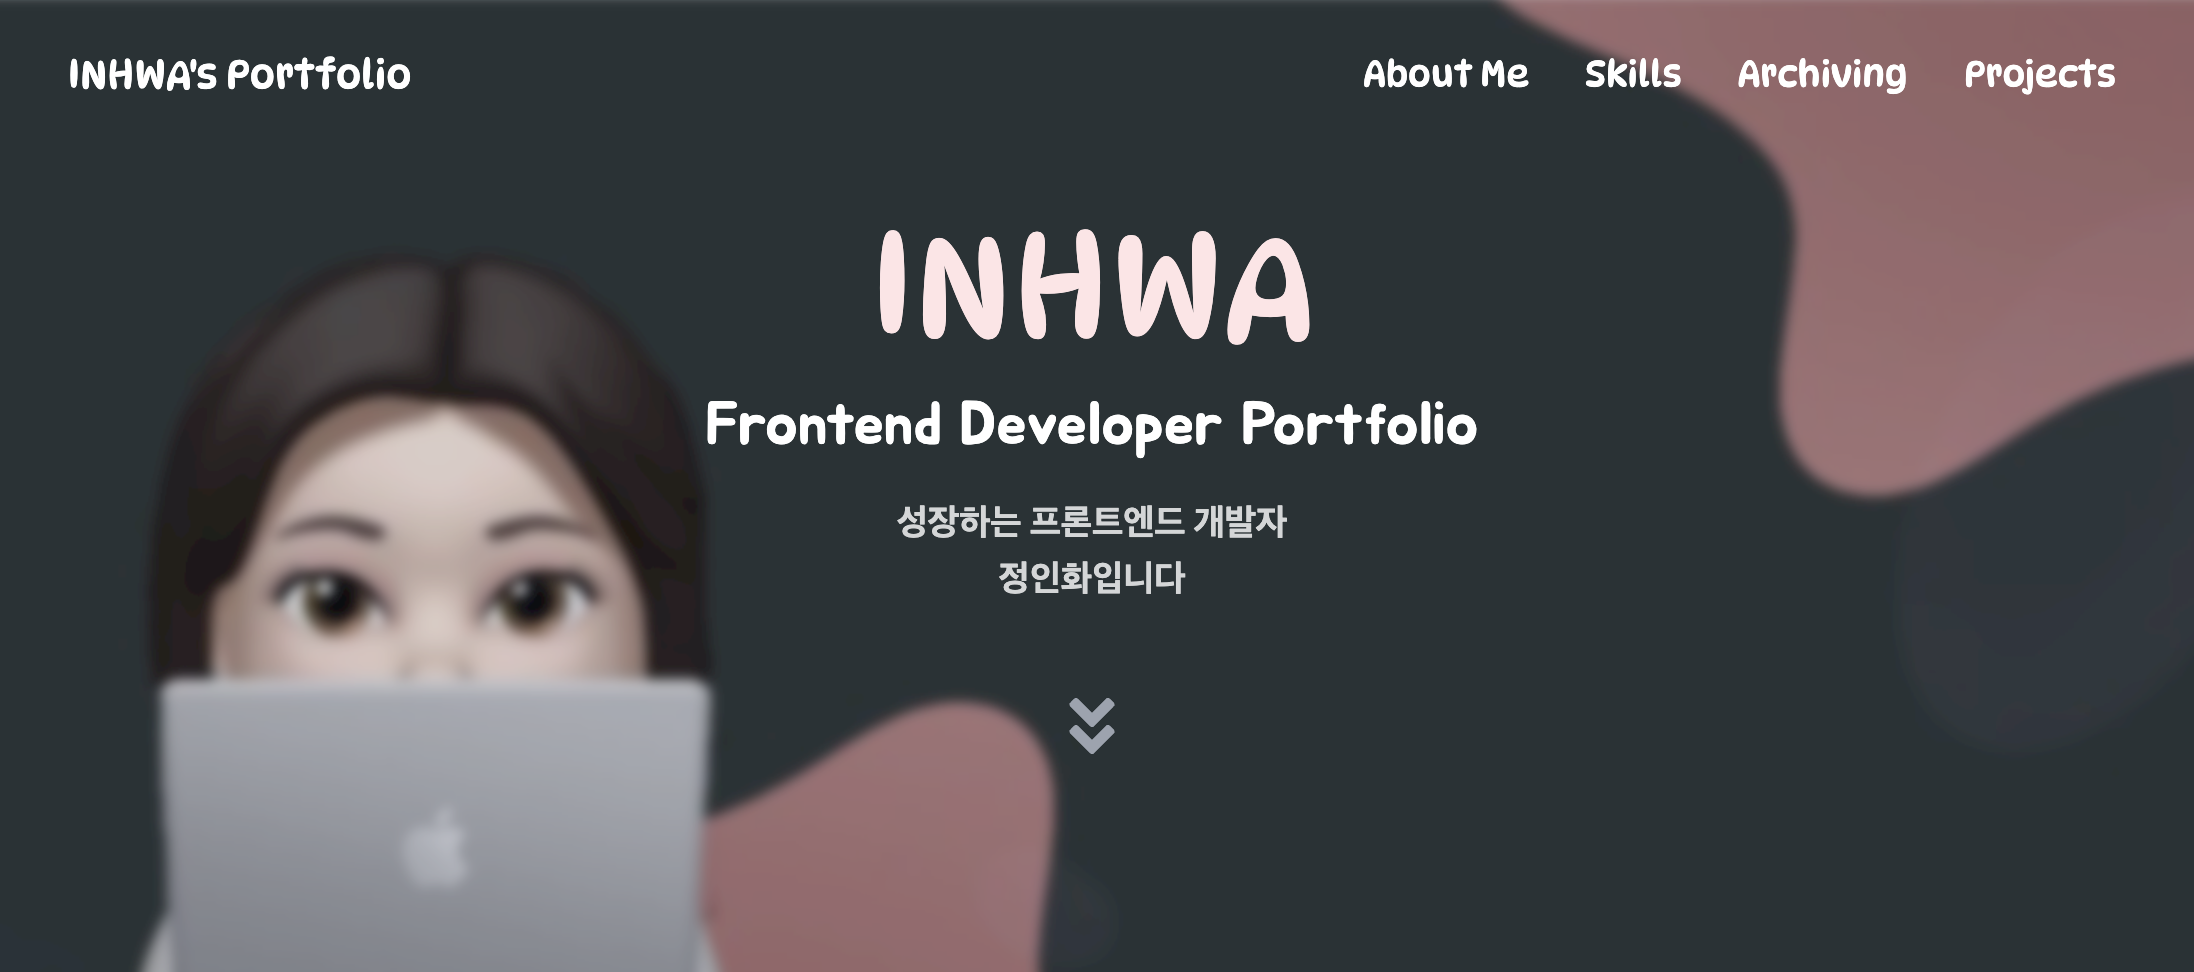 INHWA's Portfolio
About Me Skills Archiving Projects
INHWA
Frontend Developer Portfolio
성장하는 프론트엔드 개발자
정인화입니다